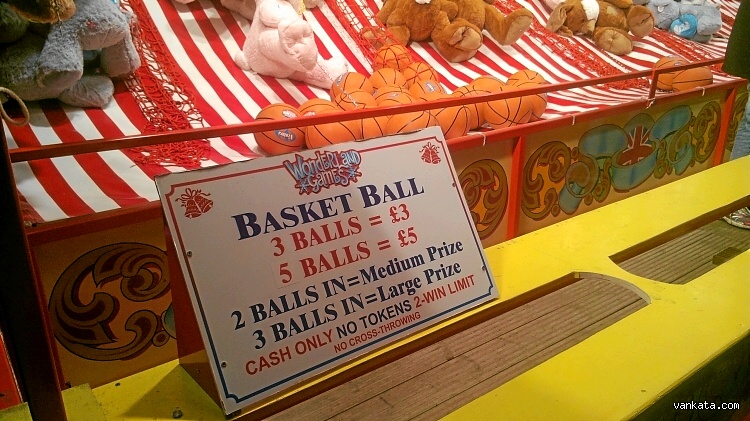 WONDERLAND
GAMES
BASKET BALL
3 BALLS = £3
5 BALLS = £5
2 BALLS IN=Medium Prize
3 BALLS IN=Large Prize
CASH ONLY NO TOKENS 2-WIN LIMIT
NO CROSS-THROWING
vankata.com